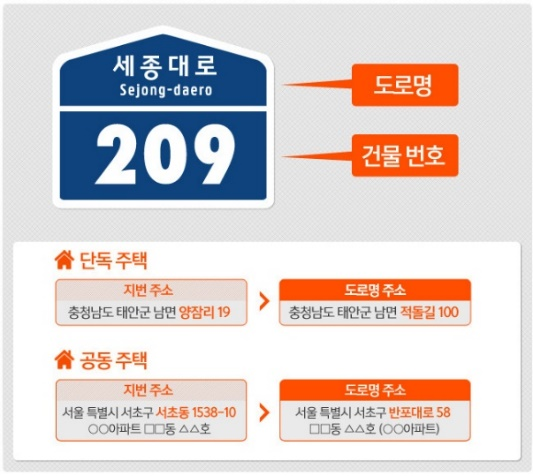 세종대로
Sejong-daero
도로명
209
건물 번호
단독 주택
지번 주소
충청남도 태안군 남면 양잠리 19
도로명 주소
충청남도 태안군 남면 적돌길 100
공동 주택
지번 주소
서울 특별시 서초구 서초동 1538-10
○○아파트 □□동 △△호
도로명 주소
서울 특별시 서초구 반포대로 58
□□동 △△호 (○○아파트)